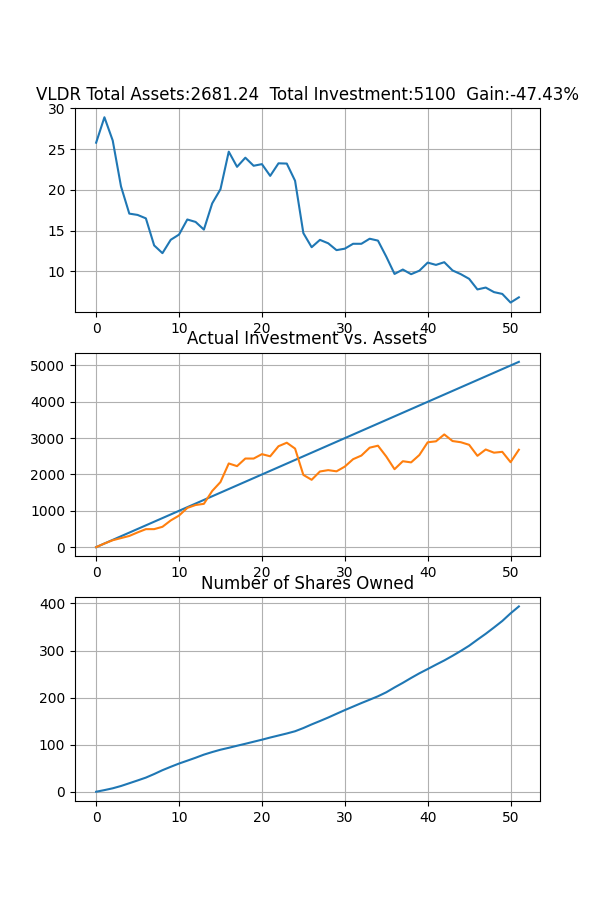 VLDR Total Assets:2681.24  Total Investment:5100  Gain:-47.43%
30
25
20
15
10
0 10 20 30 40 50
Actual Investment vs. Assets
5000
4000
3000
2000
1000
0
0 10 20 30 40 50
Number of Shares Owned
400
300
200
100
0
0 10 20 30 40 50